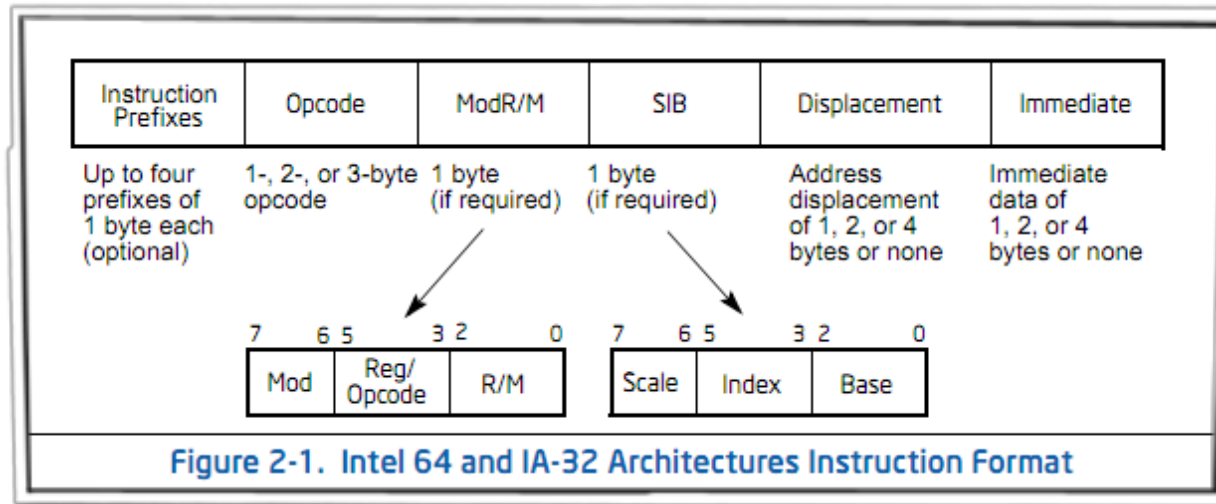 Instruction Prefixes Opcode ModR/M SIB Displacement Immediate
Up to four prefixes of 1 byte each (optional)
1-, 2-, or 3-byte opcode
1 byte (if required)
1 byte (if required)
Address displacement of 1, 2, or 4 bytes or none
Immediate data of 1, 2, or 4 bytes or none
7 6 5 3 2 0
Mod Reg/ Opcode R/M
7 6 5 3 2 0
Scale Index Base
Figure 2-1. Intel 64 and IA-32 Architectures Instruction Format